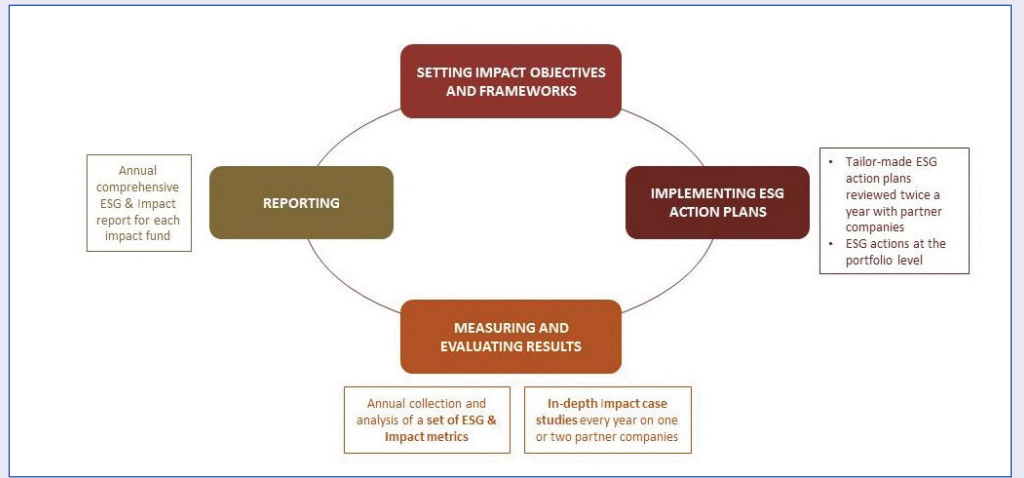 SETTING IMPACT OBJECTIVES
AND FRAMEWORKS
Annual
comprehensive
ESG & Impact
report for each
impact fund
REPORTING
IMPLEMENTING ESG
ACTION PLANS
• Tailor-made ESG
action plans
reviewed twice a
year with partner
companies
• ESG actions at the
portfolio level
MEASURING AND
EVALUATING RESULTS
Annual collection and
analysis of a set of ESG &
Impact metrics
In-depth Impact case
studies every year on one
or two partner companies